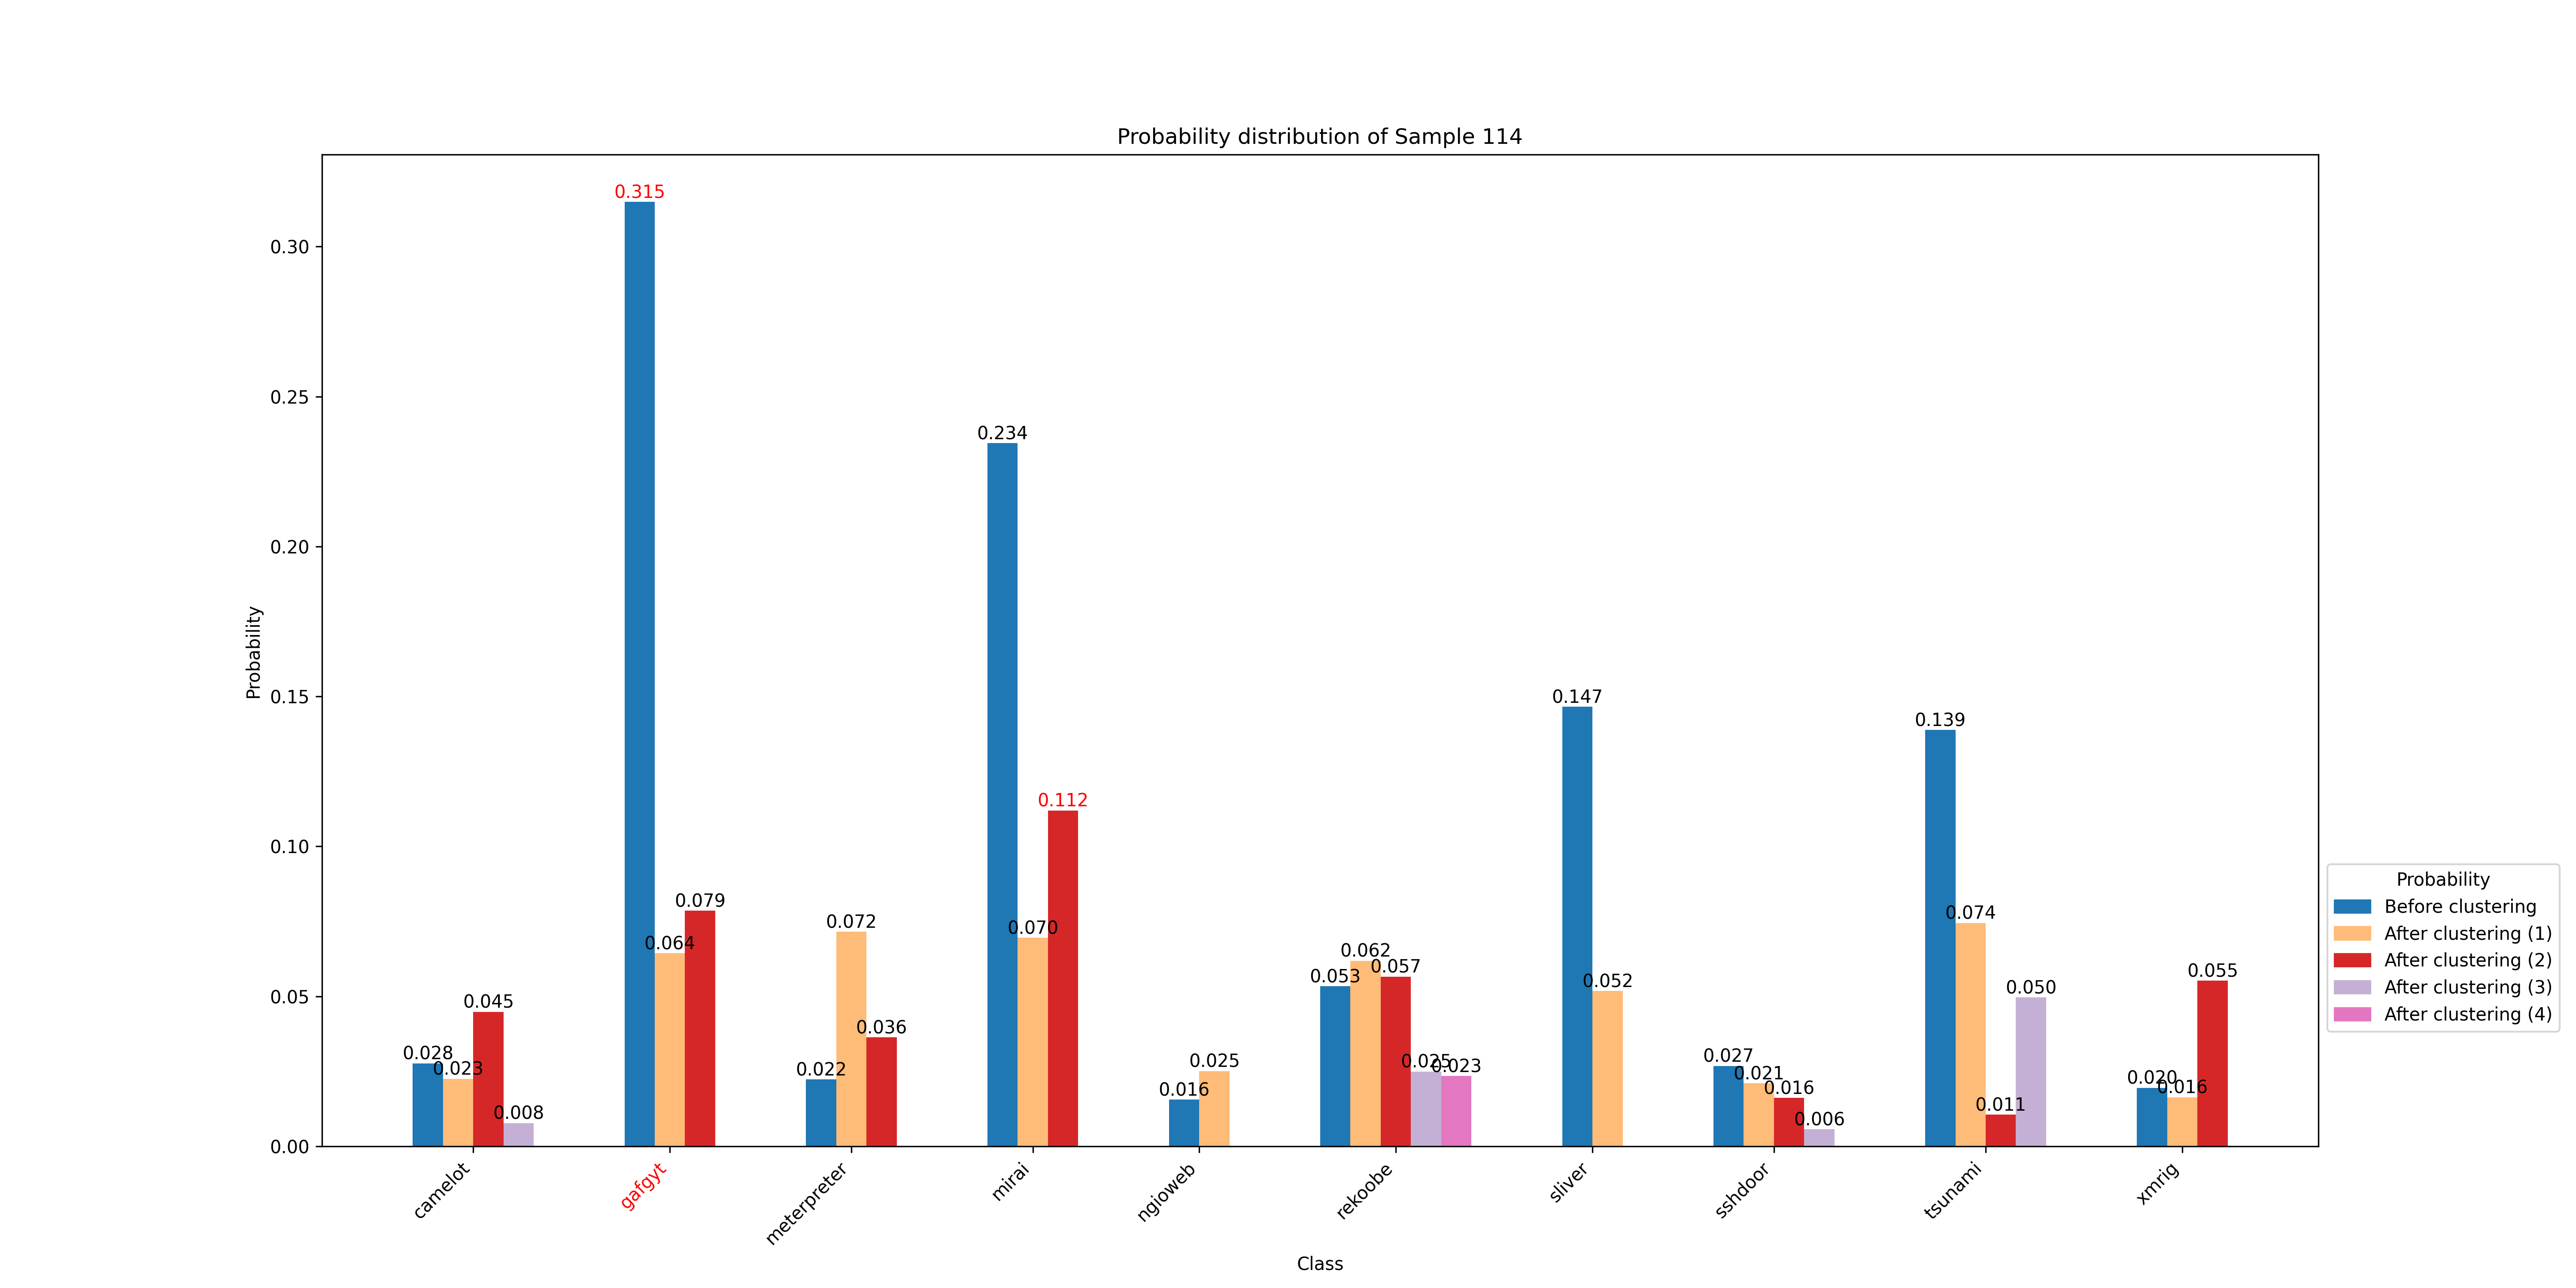 Probability distribution of Sample 114
Probability
0.30
0.25
0.20
0.15
0.10
0.05
0.00
0.028
0.023
0.045
0.008
0.315
0.064
0.079
0.022
0.072
0.036
0.234
0.070
0.112
0.016
0.025
0.053
0.062
0.057
0.025
0.023
0.147
0.052
0.027
0.021
0.016
0.006
0.139
0.074
0.011
0.050
0.020
0.016
0.055
camelot
gafgyt
meterpreter
mirai
ngioweb
rekoobe
sliver
sshdoor
tsunami
xmrig
Class
Probability
Before clustering
After clustering (1)
After clustering (2)
After clustering (3)
After clustering (4)